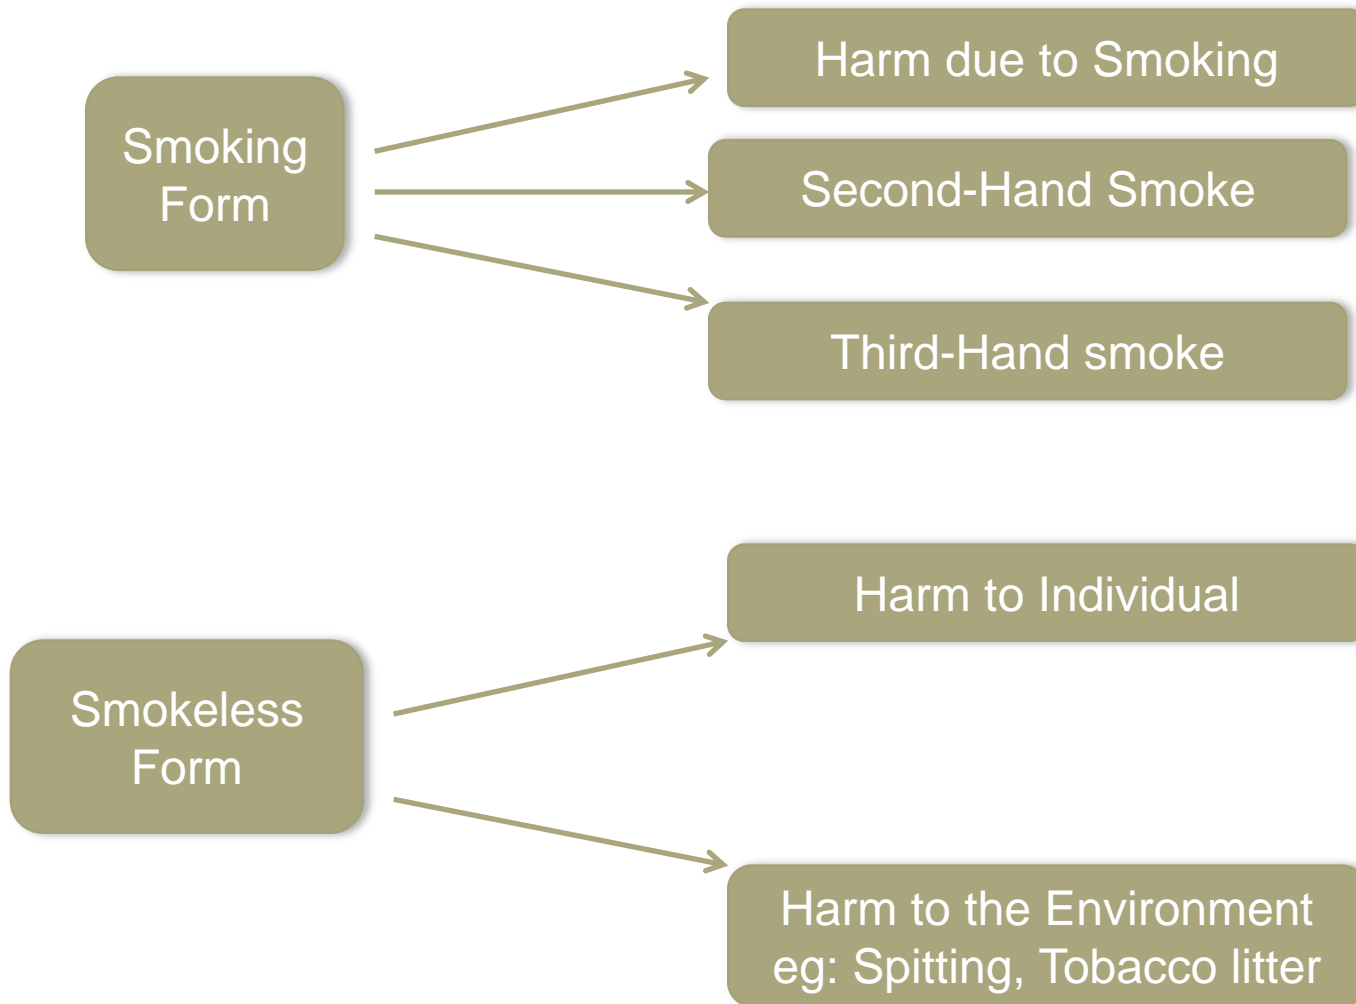 Smoking
Form
Harm due to Smoking
Second-Hand Smoke
Third-Hand smoke
Smokeless
Form
Harm to Individual
Harm to the Environment
eg: Spitting, Tobacco litter